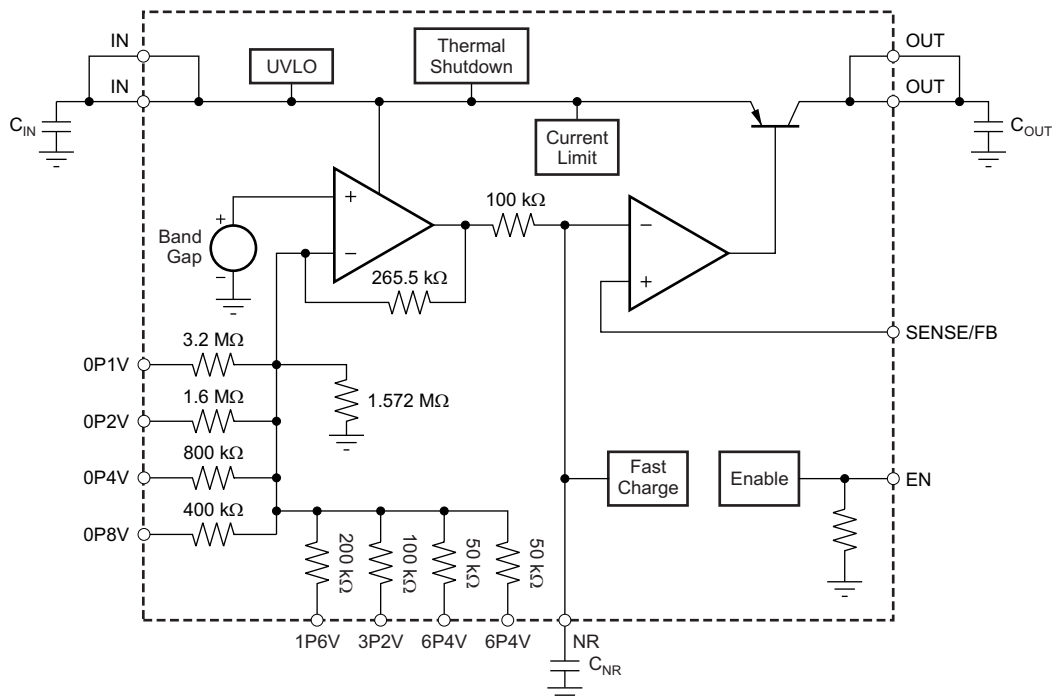 IN
OUT
UVLO
Thermal
Shutdown
IN
OUT
C_IN
Current
Limit
C_OUT
+
100 kΩ
−
+
Band
Gap
−
−
265.5 kΩ
+
3.2 MΩ
SENSE/FB
0P1V
1.6 MΩ
1.572 MΩ
0P2V
800 kΩ
0P4V
Fast
Charge
Enable
EN
400 kΩ
0P8V
200 kΩ
100 kΩ
50 kΩ
50 kΩ
1P6V
3P2V
6P4V
6P4V
NR
C_NR